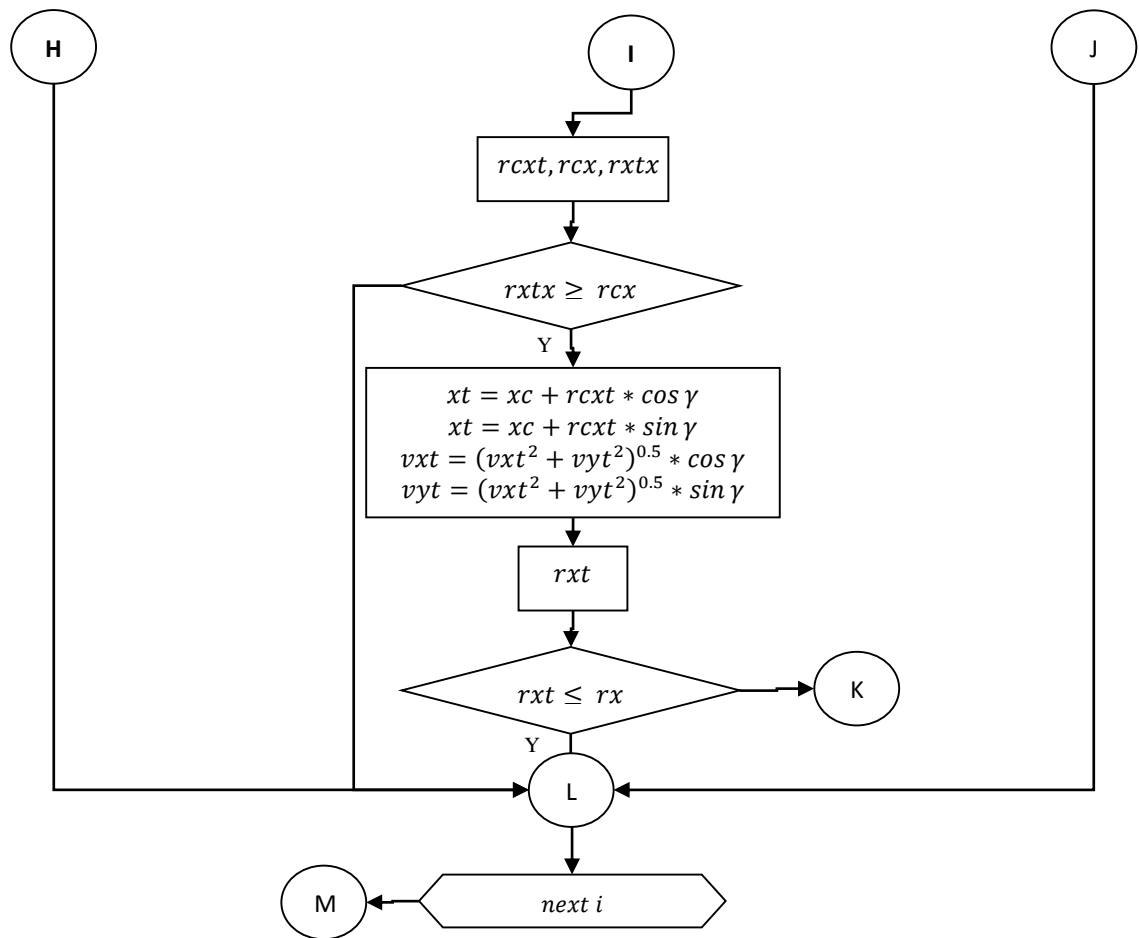 H
I
J
rcxt, rcx, rxtx
rxtx ≥ rcx
Y
xt = xc + rcxt * cos γ
xt = xc + rcxt * sin γ
vxt = (vxt² + vyt²)^0.5 * cos γ
vyt = (vxt² + vyt²)^0.5 * sin γ
rxt
rxt ≤ rx
K
Y
L
M
next i